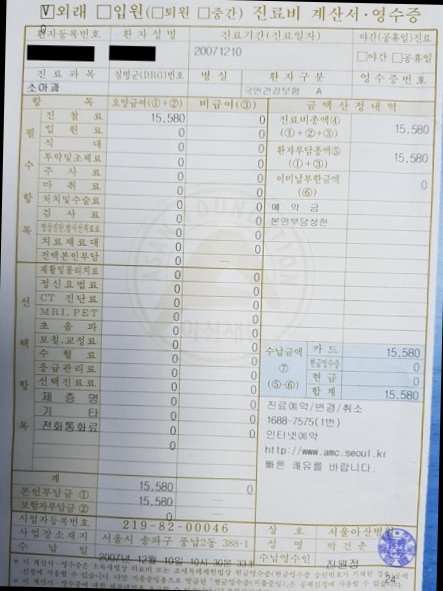 ☑외래 □입원(□퇴원 □중간) 진료비 계산서·영수증
환자등록번호 환자성명 진료기간(진료일자) 야간(공휴일)진료
20071210 □야간 □공휴일
진료과목 질병군(DRG)번호 병실 환자구분 영수증번호
소아과 국민건강보험 A
항 목 요양급여(①+②) 비급여(③) 금액산정내역
필수항목
진찰료 15,580 0
입원료 0 0
식대 0 0
투약및조제료 0 0
주사료 0 0
마취료 0 0
처치및수술료 0 0
검사료 0 0
0 0
치료재료대 0 0
전액본인부담 0 0
진료비총액④ (①+②+③) 15,580
환자부담총액⑤ (①+③) 15,580
이미납부한금액 (⑥) 0
예약금 0
본인부담상한 0
선택항목
재활및물리치료 0
정신요법료 0
CT 진단료 0
MRI,PET 0
초음파 0
보철,교정료 0
수혈료 0
응급관리료 0
선택진료료 0
제증명 0
기타 0
전화통화료 0
0
수납금액 ⑦ (⑤-⑥)
카드 15,580
현금영수증 0
현금 0
합계 15,580
진료예약/변경/취소
1688-7575(1번)
인터넷예약
http://www.amc.seoul.kr
빠른 쾌유를 바랍니다.
계 15,580 0
본인부담금 ① 15,580
보험자부담금 ② 0
사업자등록번호 219-82-00046 상호 서울아산병원
사업장소재지 서울시 송파구 풍납2동 388-1 성명 박건춘
수납일 2007년 12월 10일 10시 30분 33초 수납영수인 진원정